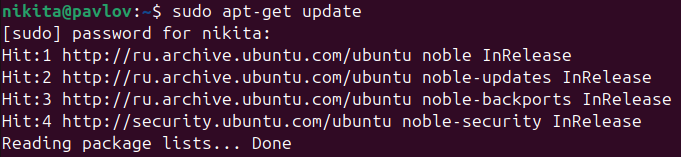 nikita@pavlov:~$ sudo apt-get update
[sudo] password for nikita:
Hit:1 http://ru.archive.ubuntu.com/ubuntu noble InRelease
Hit:2 http://ru.archive.ubuntu.com/ubuntu noble-updates InRelease
Hit:3 http://ru.archive.ubuntu.com/ubuntu noble-backports InRelease
Hit:4 http://security.ubuntu.com/ubuntu noble-security InRelease
Reading package lists... Done